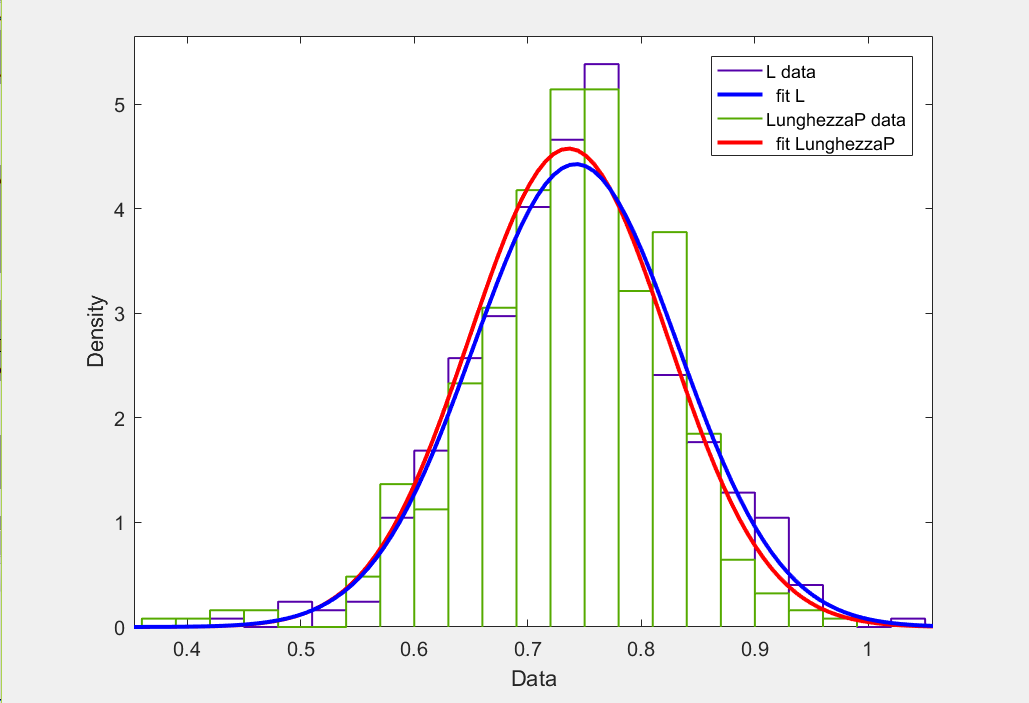 L data
fit L
LunghezzaP data
fit LunghezzaP
5
4
3
2
1
0
Density
0.4 0.5 0.6 0.7 0.8 0.9 1
Data